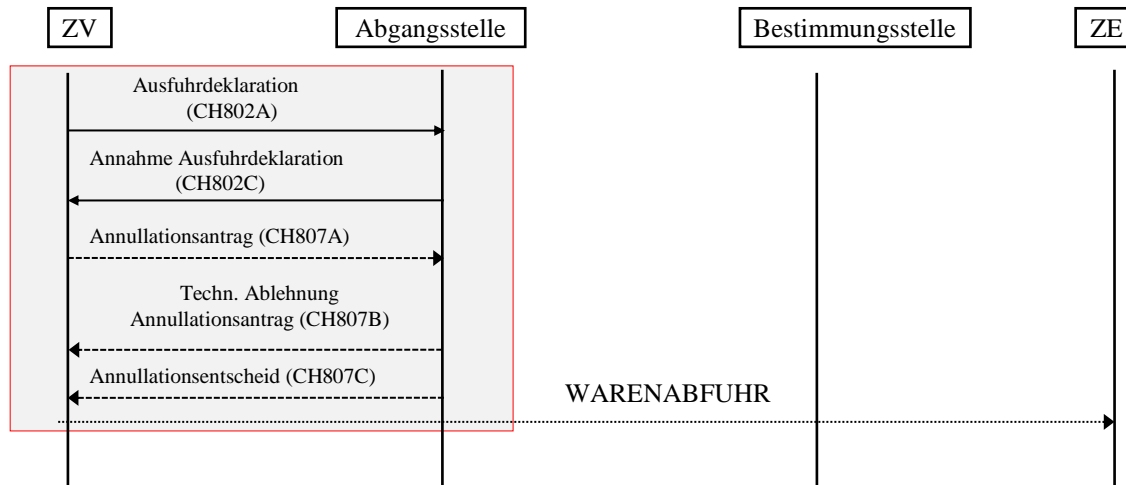 ZV
Abgangsstelle
Bestimmungsstelle
ZE
Ausfuhrdeklaration
(CH802A)
Annahme Ausfuhrdeklaration
(CH802C)
Annullationsantrag (CH807A)
Techn. Ablehnung
Annullationsantrag (CH807B)
Annullationsentscheid (CH807C)
WARENABFUHR